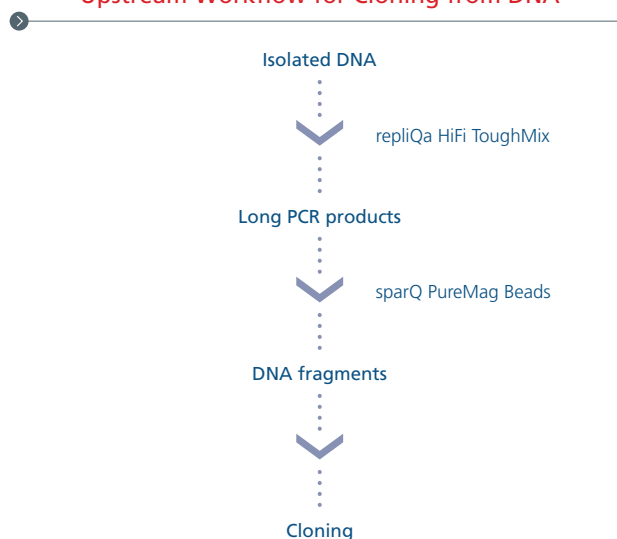 Upstream Workflow for Cloning from DNA
Isolated DNA
repliQa HiFi ToughMix
Long PCR products
sparQ PureMag Beads
DNA fragments
Cloning